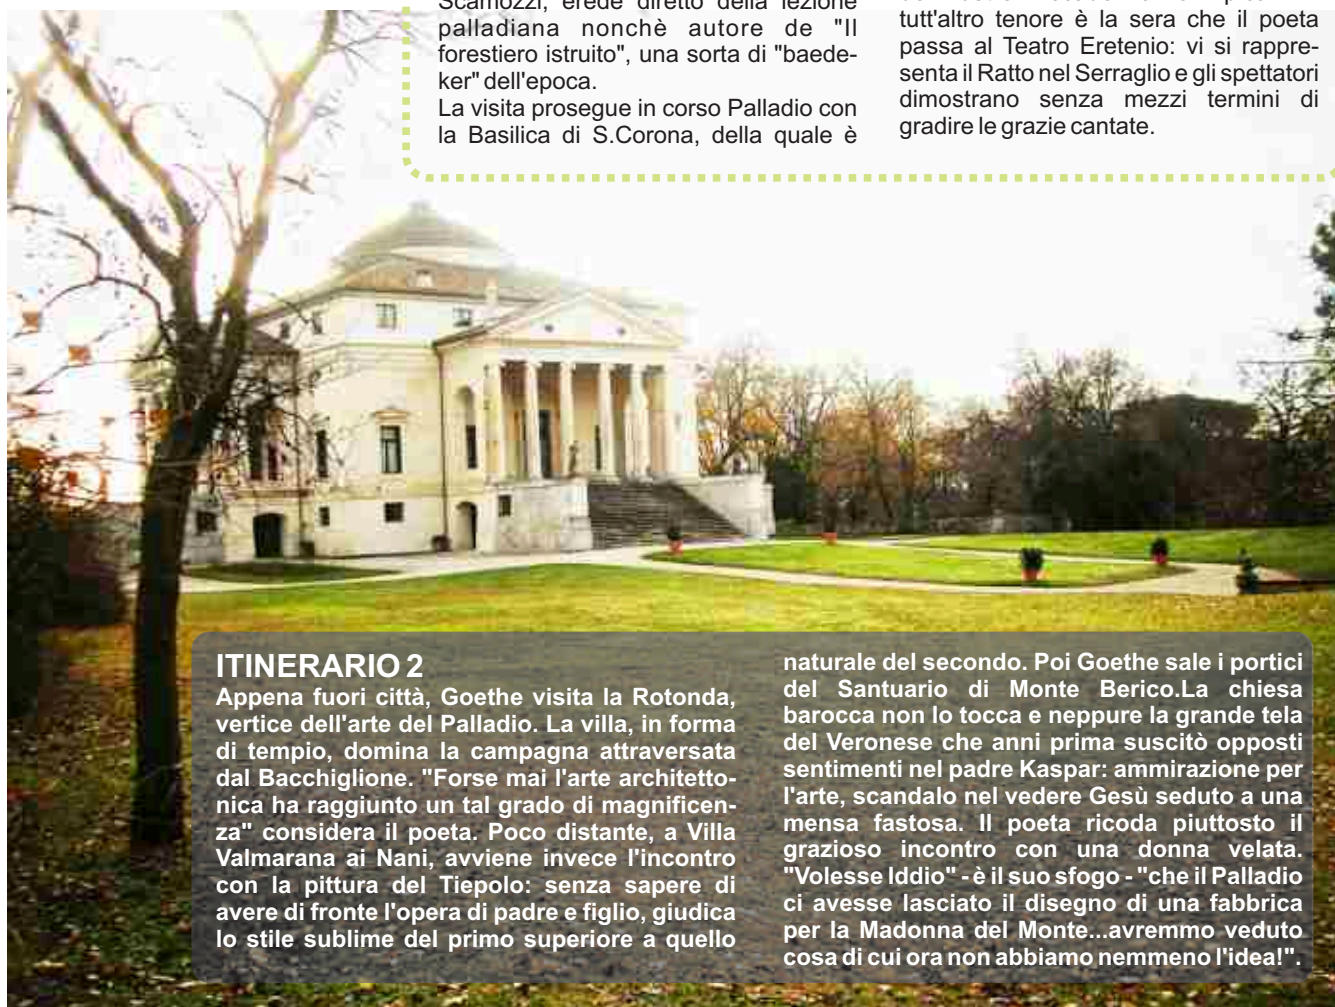 Scamozzi, erede diretto della lezione
palladiana nonchè autore de "Il
forestiero istruito", una sorta di "baede-
ker" dell'epoca.
La visita prosegue in corso Palladio con
la Basilica di S.Corona, della quale è
tutt'altro tenore è la sera che il poeta
passa al Teatro Eretenio: vi si rappre-
senta il Ratto nel Serraglio e gli spettatori
dimostrano senza mezzi termini di
gradire le grazie cantate.
ITINERARIO 2
Appena fuori città, Goethe visita la Rotonda,
vertice dell'arte del Palladio. La villa, in forma
di tempio, domina la campagna attraversata
dal Bacchiglione. "Forse mai l'arte architetto-
nica ha raggiunto un tal grado di magnificen-
za" considera il poeta. Poco distante, a Villa
Valmarana ai Nani, avviene invece l'incontro
con la pittura del Tiepolo: senza sapere di
avere di fronte l'opera di padre e figlio, giudica
lo stile sublime del primo superiore a quello
naturale del secondo. Poi Goethe sale i portici
del Santuario di Monte Berico.La chiesa
barocca non lo tocca e neppure la grande tela
del Veronese che anni prima suscitò opposti
sentimenti nel padre Kaspar: ammirazione per
l'arte, scandalo nel vedere Gesù seduto a una
mensa fastosa. Il poeta ricoda piuttosto il
grazioso incontro con una donna velata.
"Volesse Iddio" - è il suo sfogo - "che il Palladio
ci avesse lasciato il disegno di una fabbrica
per la Madonna del Monte...avremmo veduto
cosa di cui ora non abbiamo nemmeno l'idea!".